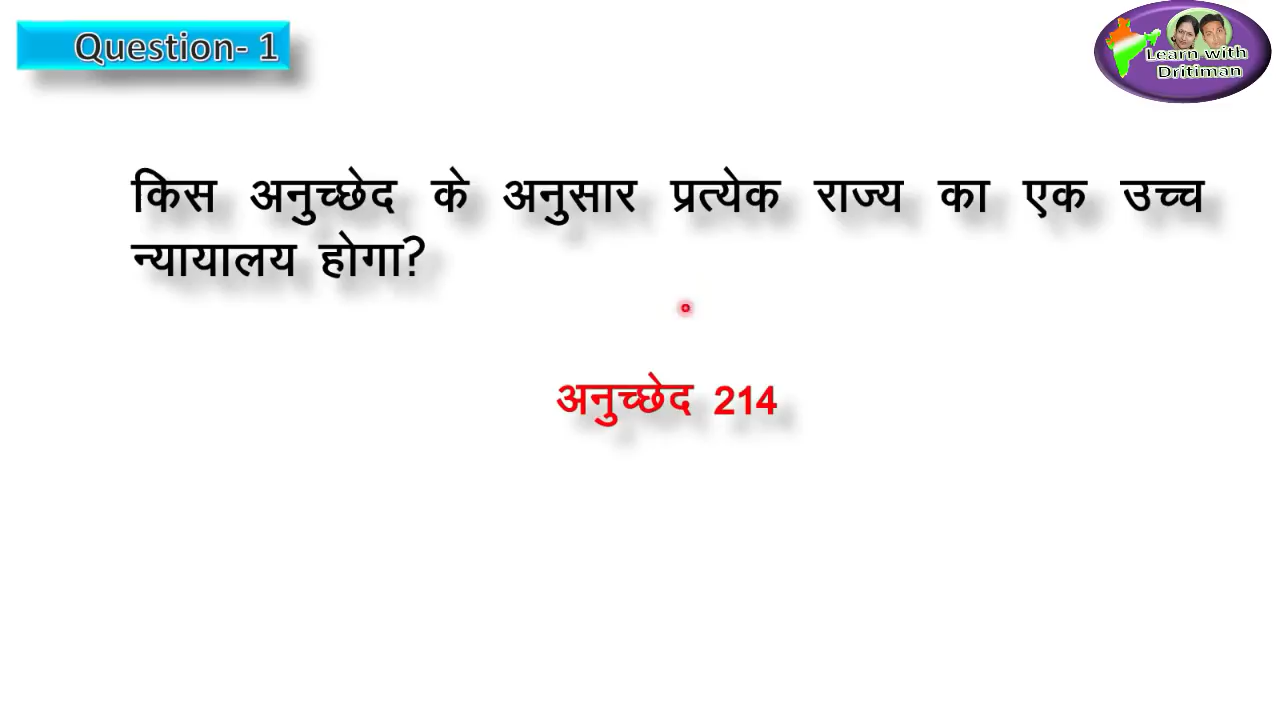 Question- 1
Learn with
Dritiman
किस अनुच्छेद के अनुसार प्रत्येक राज्य का एक उच्च
न्यायालय होगा?
अनुच्छेद 214